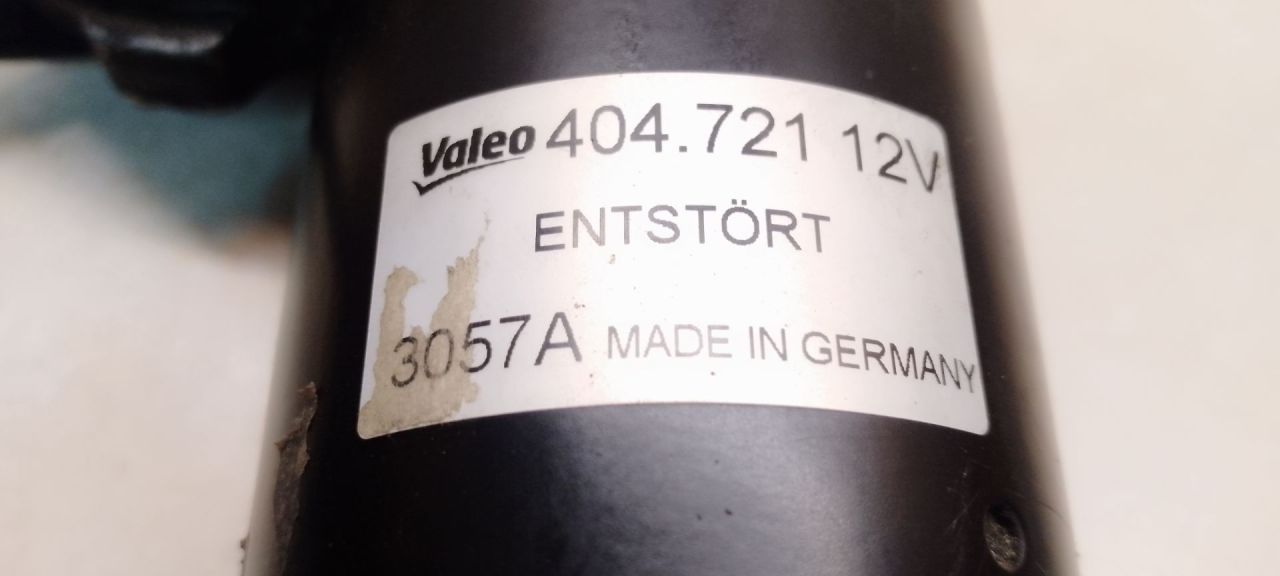 Valeo 404.721 12V
ENTSTÖRT
3057A MADE IN GERMANY